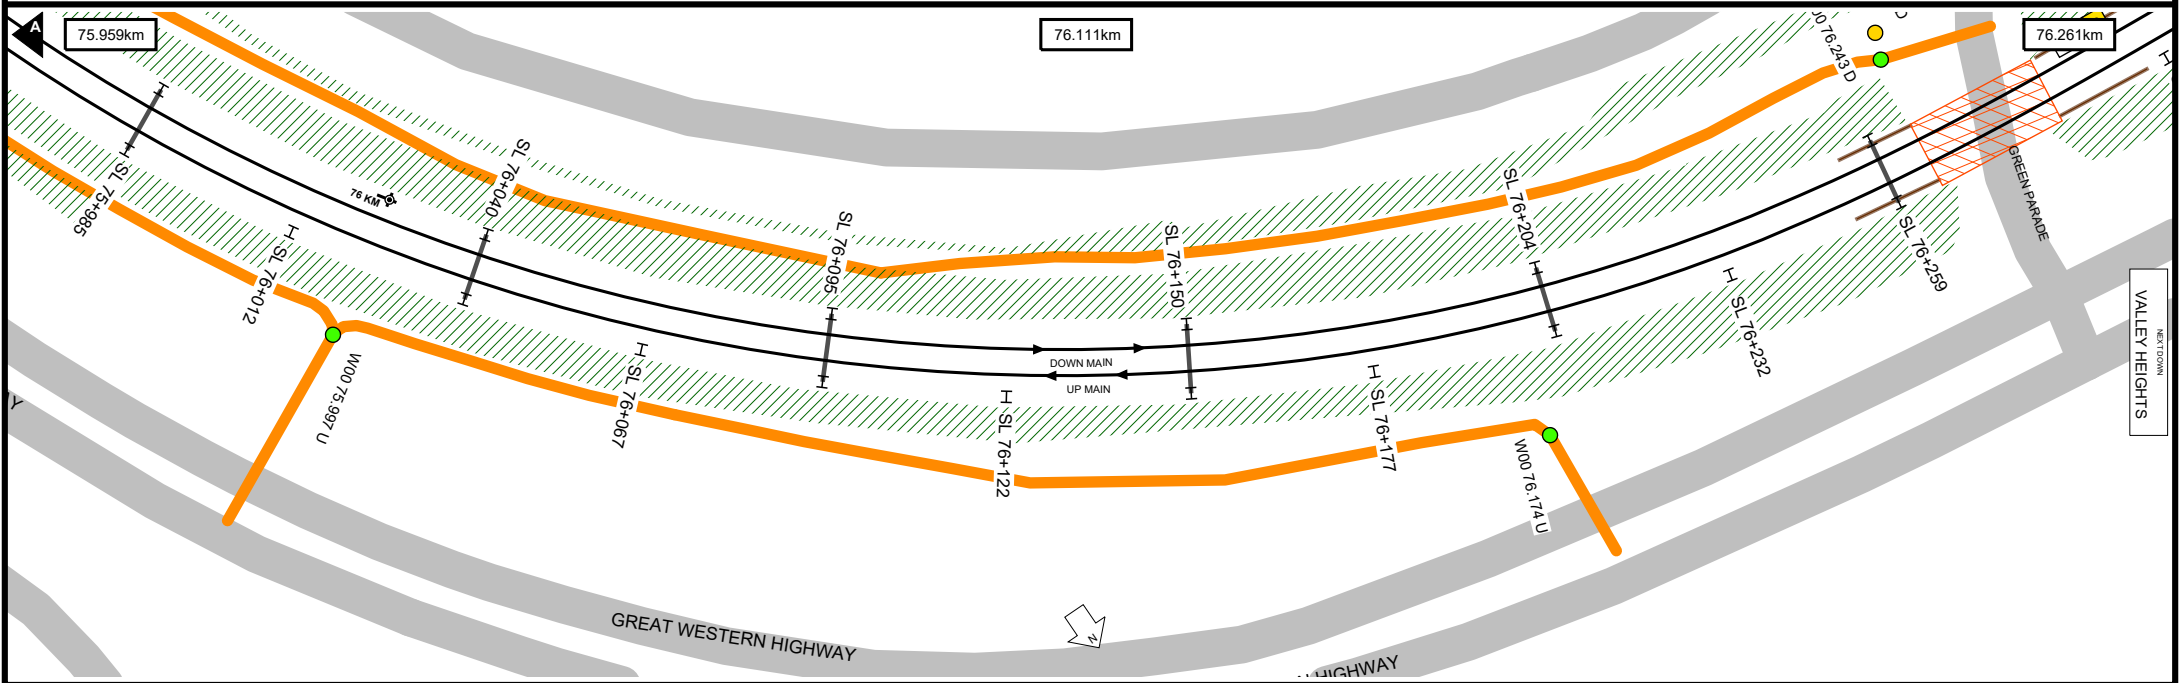 A
75.959km
76.111km
76.243 D
76.261km
SL 75+985
76 KM
SL 76+040
SL 76+012
SL 76+095
SL 76+150
SL 76+204
GREEN PARADE
SL 76+259
W00 75.997 U
SL 76+067
DOWN MAIN
UP MAIN
SL 76+122
SL 76+177
SL 76+232
NEXT DOWN
VALLEY HEIGHTS
W00 76.174 U
GREAT WESTERN HIGHWAY
N
HIGHWAY